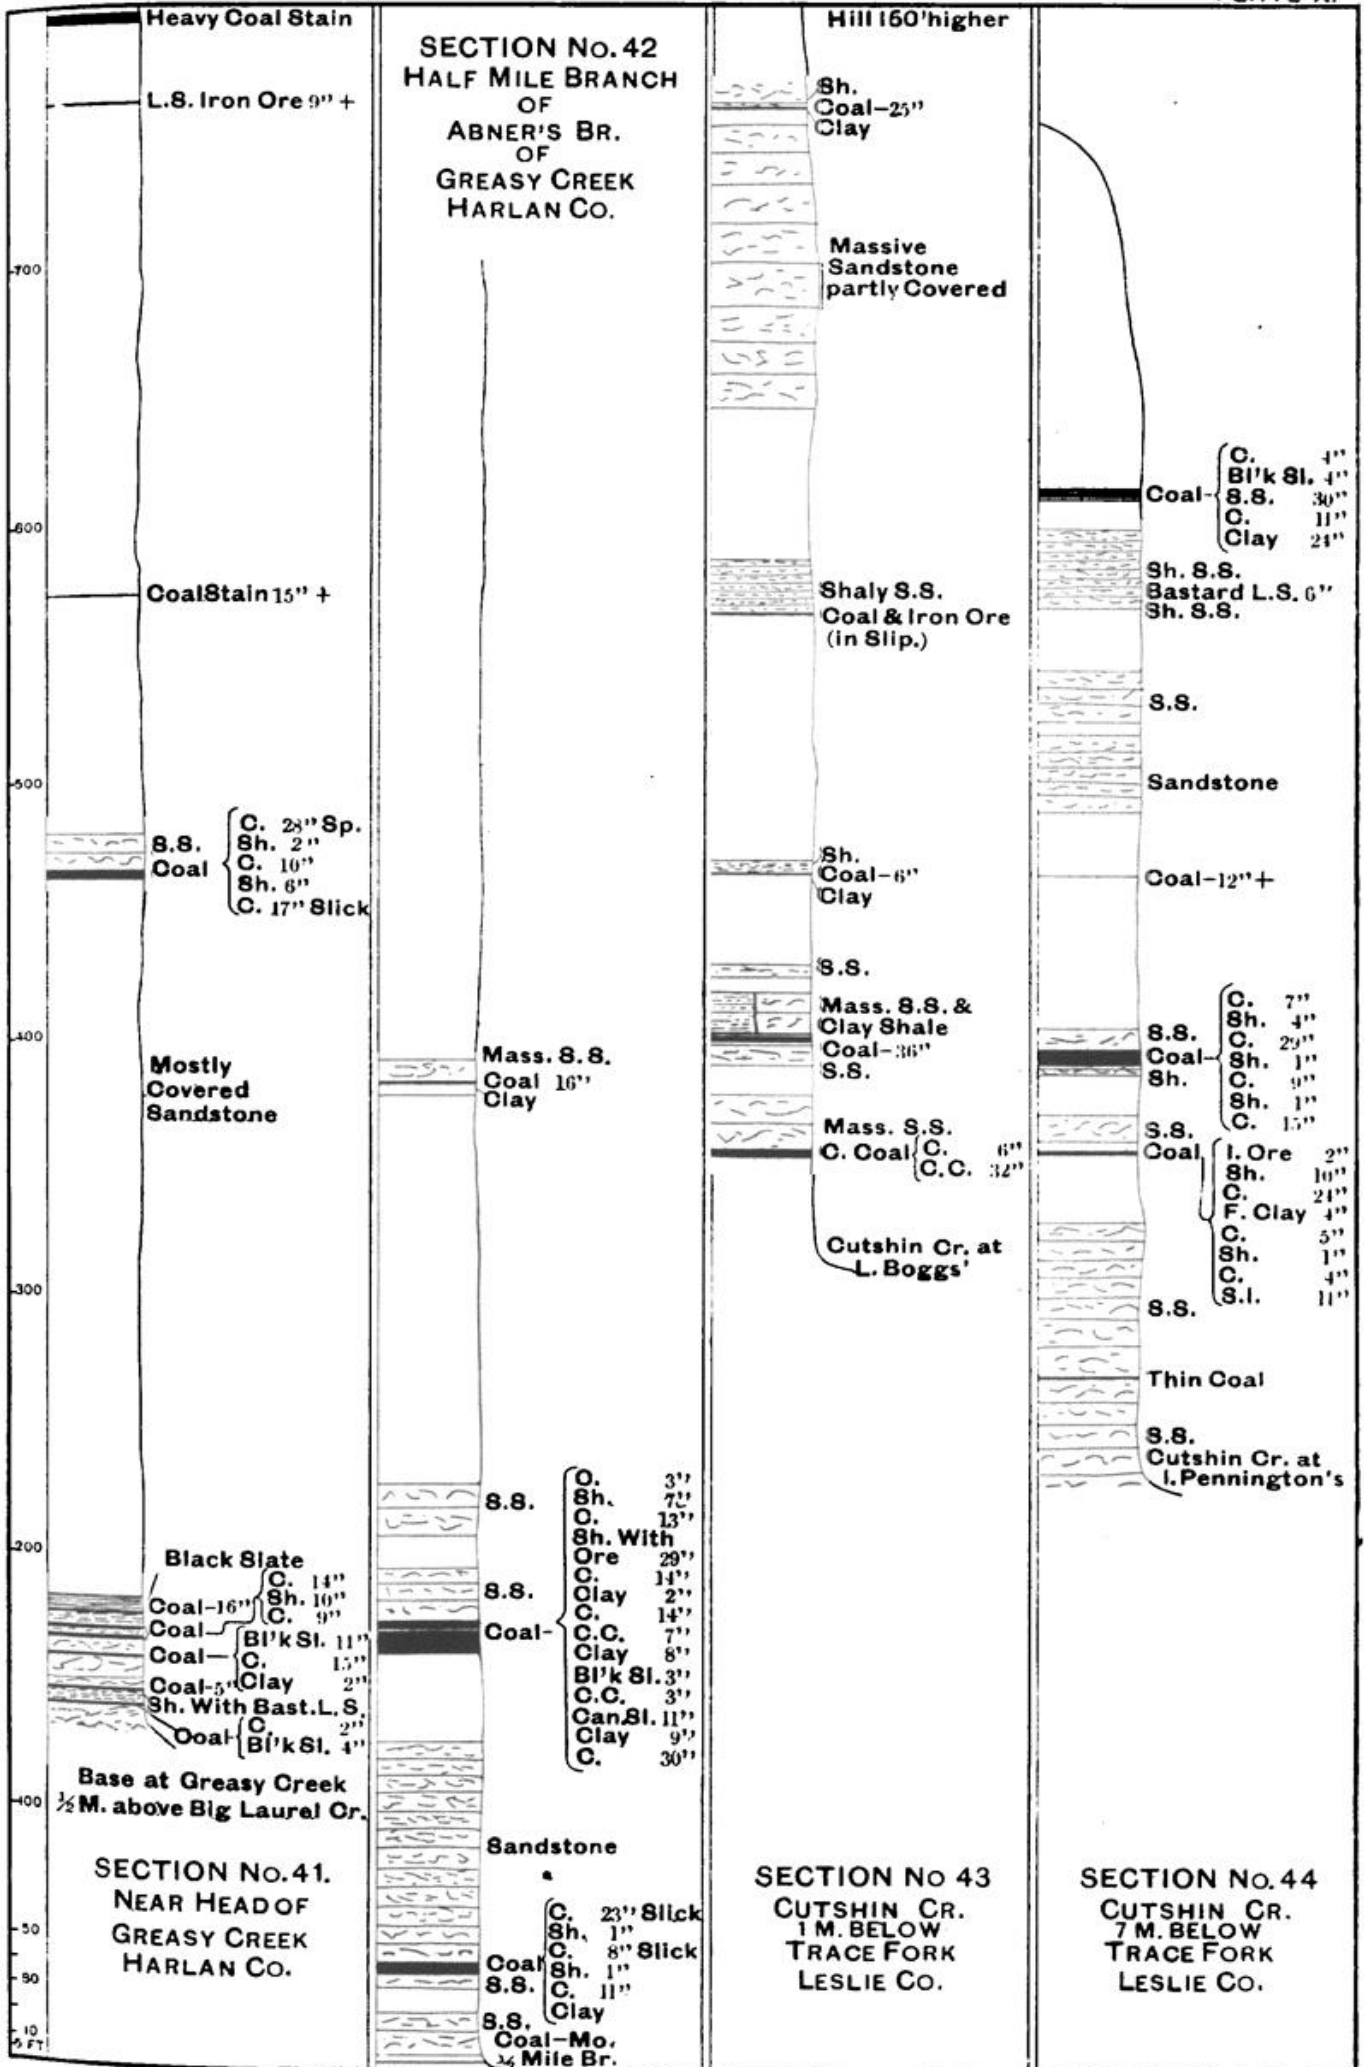 Heavy Coal Stain
L.S. Iron Ore 9" +
700
600
CoalStain 15" +
500
S.S.
Coal
C. 28" Sp.
Sh. 2"
C. 10"
Sh. 6"
C. 17" Slick
400
Mostly
Covered
Sandstone
300
200
Black Slate
Coal-16"
C. 14"
Sh. 10"
C. 9"
Coal
Coal
Bl'k Sl. 11"
C. 15"
Clay 2"
Coal-5"
Sh. With Bast. L.S.
Coal
C. 2"
Bl'k Sl. 4"
Base at Greasy Creek
½ M. above Big Laurel Cr.
100
SECTION No. 41.
NEAR HEAD OF
GREASY CREEK
HARLAN CO.
50
10
5 FT
SECTION No. 42
HALF MILE BRANCH
OF
ABNER'S BR.
OF
GREASY CREEK
HARLAN CO.
Mass. S.S.
Coal 16"
Clay
S.S.
S.S.
Coal-
C. 3"
Sh.
C. 13"
Sh. With
Ore 29"
C. 14"
Clay 2"
C. 14"
C.C. 7"
Clay 8"
Bl'k Sl. 3"
C.C. 3"
Can. Sl. 11"
Clay 9"
C. 30"
Sandstone
Coal
C. 23" Slick
Sh. 1"
C. 8" Slick
Sh. 1"
C. 11"
Clay
S.S.
S.S.
Coal-Mo.
Mile Br.
Hill 150' higher
Sh.
Coal-25"
Clay
Massive
Sandstone
partly Covered
Shaly S.S.
Coal & Iron Ore
(in Slip.)
Sh.
Coal-6"
Clay
S.S.
Mass. S.S. &
Clay Shale
Coal-36"
S.S.
Mass. S.S.
C. Coal
C. 6"
C.C. 32"
Cutshin Cr. at
L. Boggs'
SECTION No 43
CUTSHIN CR.
1 M. BELOW
TRACE FORK
LESLIE CO.
Coal-
C. 4"
Bl'k Sl. 4"
S.S. 30"
C. 11"
Clay 24"
Sh. S.S.
Bastard L.S. 6"
Sh. S.S.
S.S.
Sandstone
Coal-12"+
S.S.
Coal-
Sh.
C. 7"
Sh. 4"
C. 29"
Sh. 1"
C. 9"
Sh. 1"
C. 15"
S.S.
Coal
I. Ore 2"
Sh. 10"
C. 24"
F. Clay 4"
C. 5"
Sh. 1"
C. 4"
S.I. 11"
S.S.
Thin Coal
S.S.
Cutshin Cr. at
I. Pennington's
SECTION No. 44
CUTSHIN CR.
7 M. BELOW
TRACE FORK
LESLIE CO.